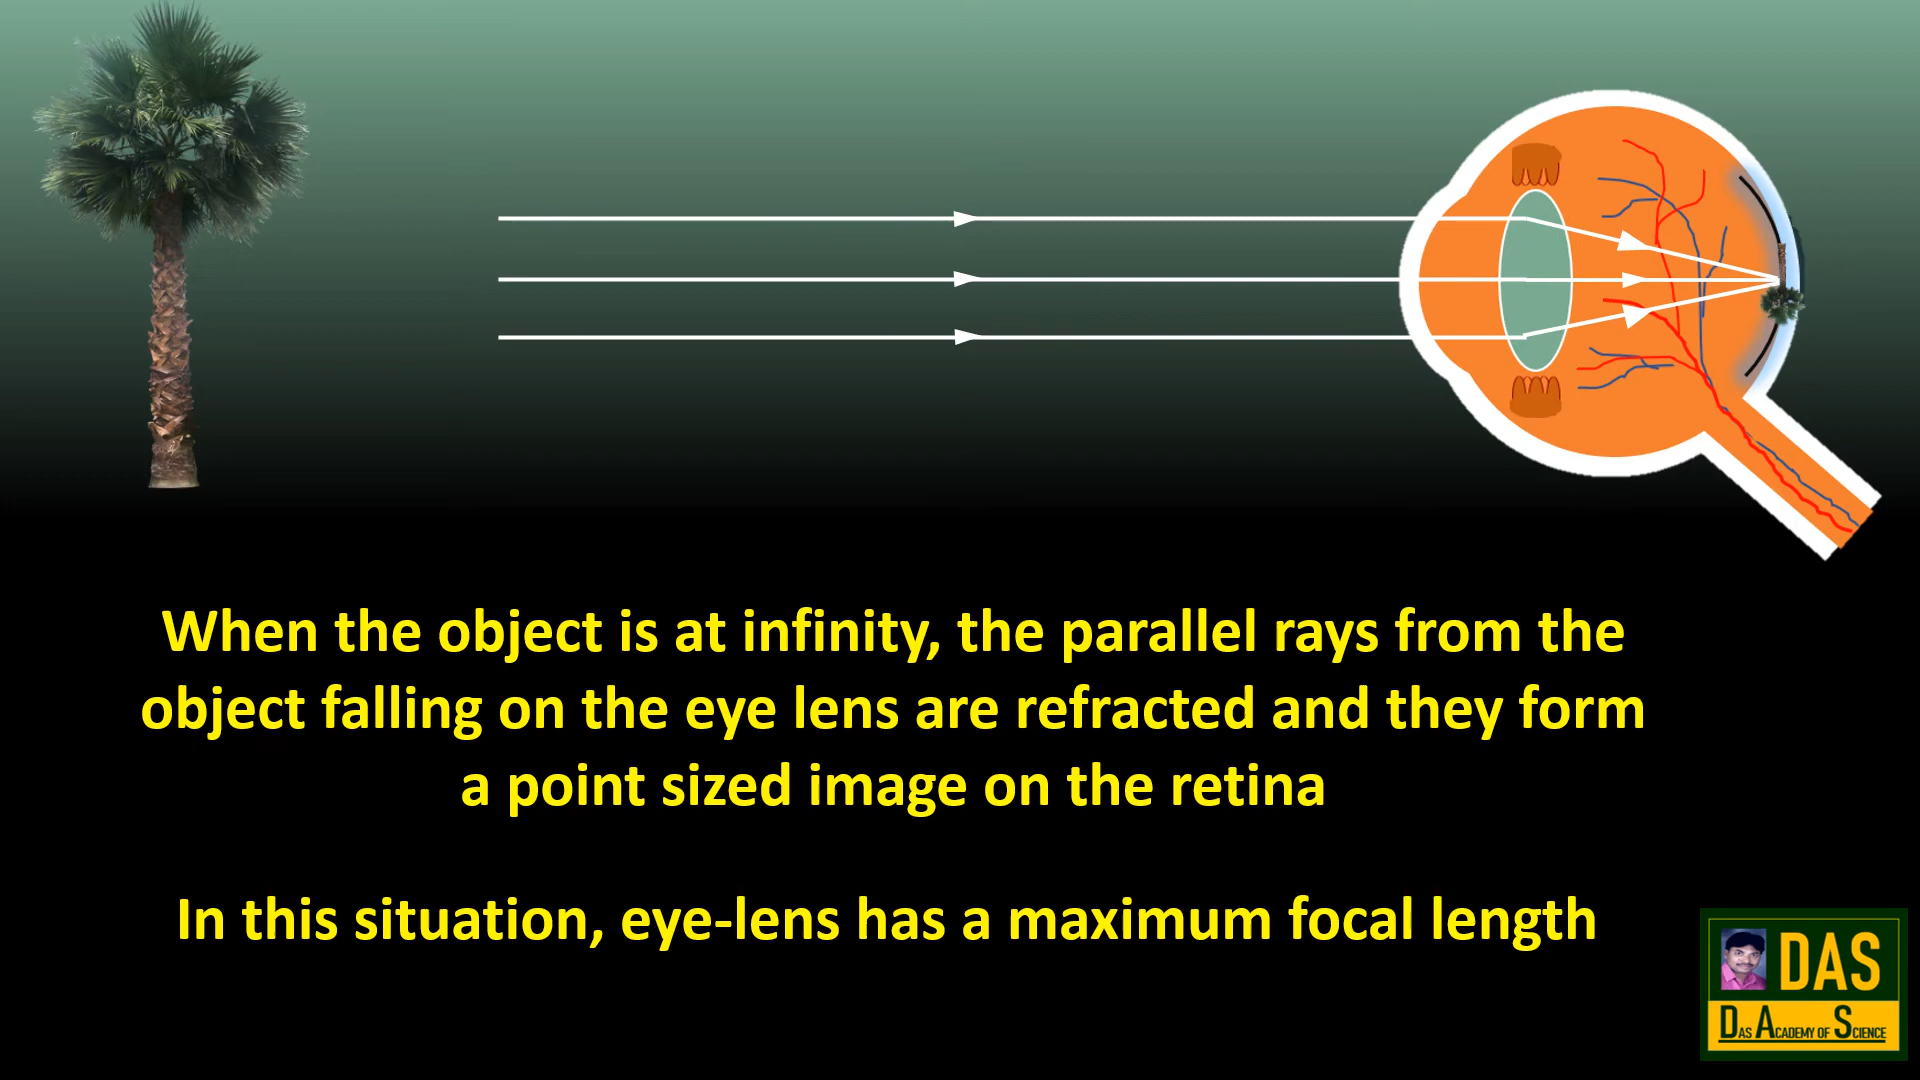 When the object is at infinity, the parallel rays from the
object falling on the eye lens are refracted and they form
a point sized image on the retina
In this situation, eye-lens has a maximum focal length
DAS
DAS ACADEMY OF SCIENCE